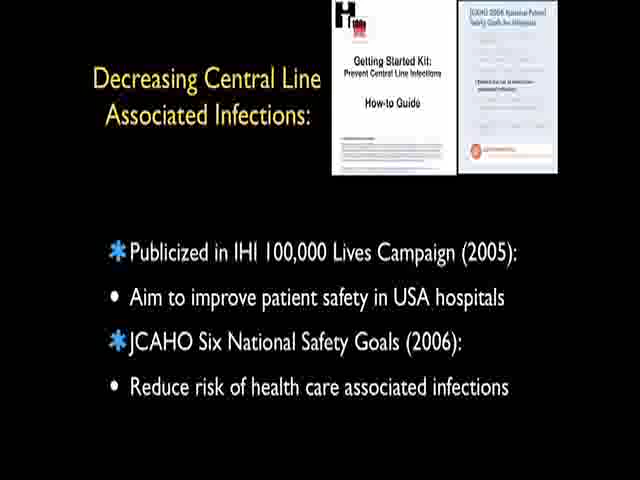 Decreasing Central Line
Associated Infections:
Getting Started Kit:
Prevent Central Line Infections
How-to Guide
✱Publicized in IHI 100,000 Lives Campaign (2005):
• Aim to improve patient safety in USA hospitals
✱JCAHO Six National Safety Goals (2006):
• Reduce risk of health care associated infections